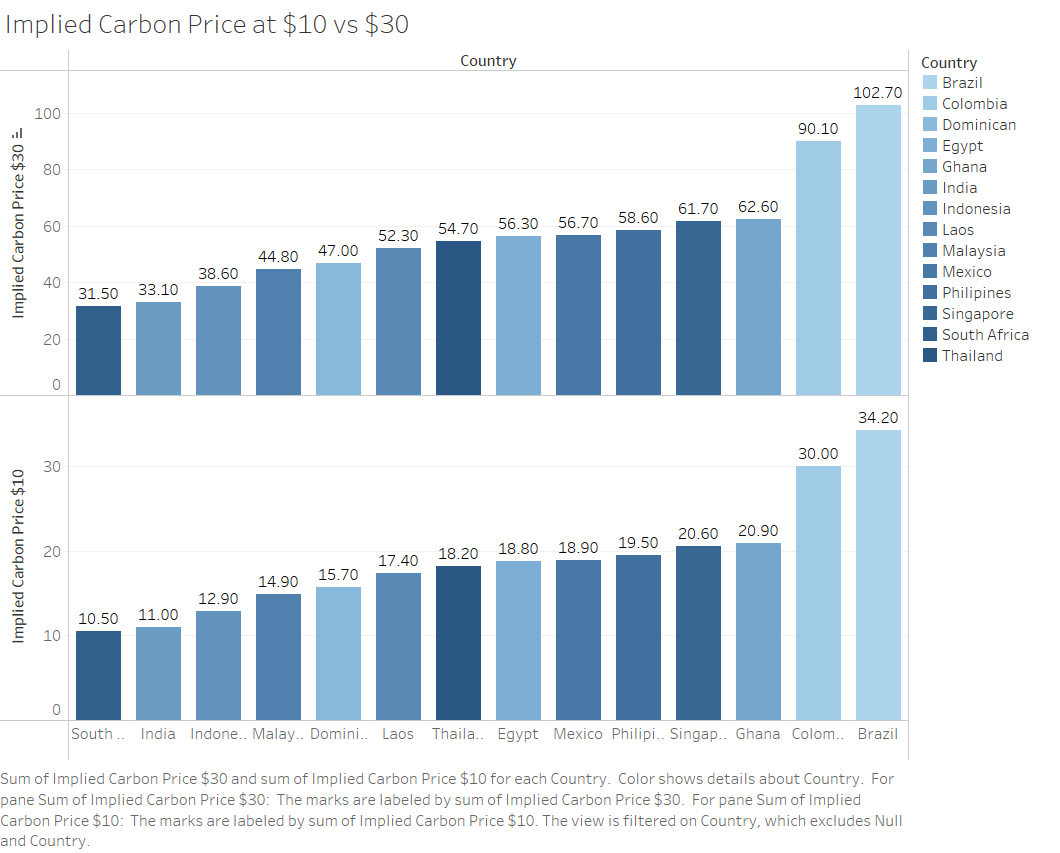 Implied Carbon Price at $10 vs $30
Country
Implied Carbon Price $30
100
80
60
40
20
0
31.50
33.10
38.60
44.80
47.00
52.30
54.70
56.30
56.70
58.60
61.70
62.60
90.10
102.70
Implied Carbon Price $10
30
20
10
0
10.50
11.00
12.90
14.90
15.70
17.40
18.20
18.80
18.90
19.50
20.60
20.90
30.00
34.20
South ..
India
Indone..
Malay..
Domini..
Laos
Thaila..
Egypt
Mexico
Philipi..
Singap..
Ghana
Colom..
Brazil
Country
Brazil
Colombia
Dominican
Egypt
Ghana
India
Indonesia
Laos
Malaysia
Mexico
Philipines
Singapore
South Africa
Thailand
Sum of Implied Carbon Price $30 and sum of Implied Carbon Price $10 for each Country.  Color shows details about Country.  For
pane Sum of Implied Carbon Price $30:  The marks are labeled by sum of Implied Carbon Price $30.  For pane Sum of Implied
Carbon Price $10:  The marks are labeled by sum of Implied Carbon Price $10. The view is filtered on Country, which excludes Null
and Country.